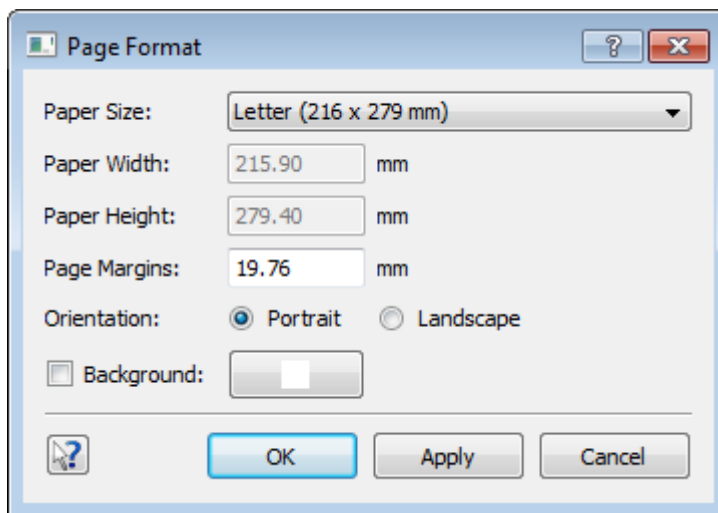 Page Format
Paper Size: Letter (216 x 279 mm)
Paper Width: 215.90 mm
Paper Height: 279.40 mm
Page Margins: 19.76 mm
Orientation: Portrait Landscape
Background:
OK Apply Cancel